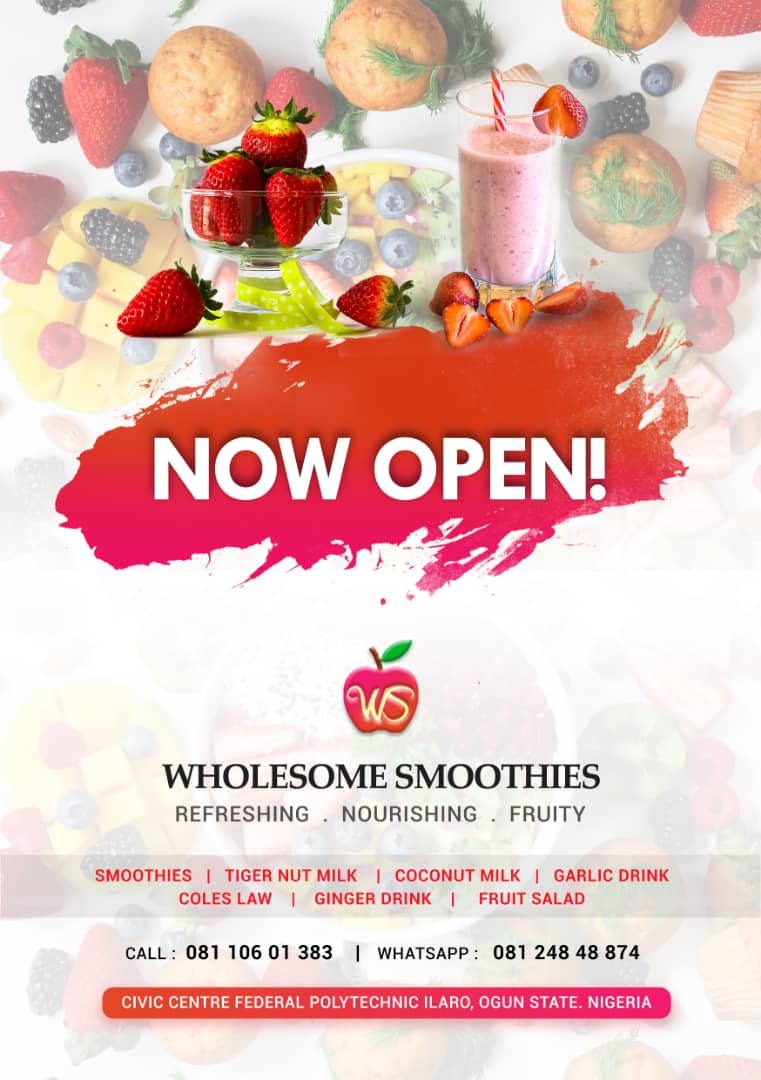 NOW OPEN!
WS
WHOLESOME SMOOTHIES
REFRESHING . NOURISHING . FRUITY
SMOOTHIES | TIGER NUT MILK | COCONUT MILK | GARLIC DRINK
COLES LAW | GINGER DRINK | FRUIT SALAD
CALL : 081 106 01 383 | WHATSAPP : 081 248 48 874
CIVIC CENTRE FEDERAL POLYTECHNIC ILARO, OGUN STATE. NIGERIA